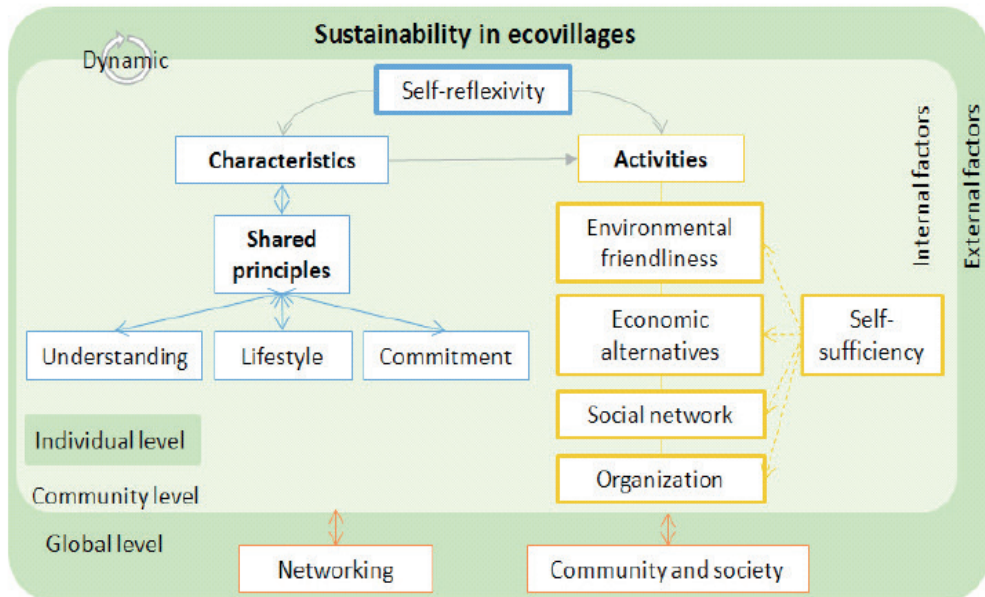 Sustainability in ecovillages
Dynamic
Self-reflexivity
Characteristics
Activities
Internal factors
External factors
Shared
principles
Environmental
friendliness
Economic
alternatives
Self-
sufficiency
Understanding
Lifestyle
Commitment
Social network
Individual level
Organization
Community level
Global level
Networking
Community and society